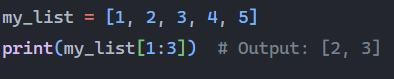 my_list = [1, 2, 3, 4, 5]
print(my_list[1:3])  # Output: [2, 3]